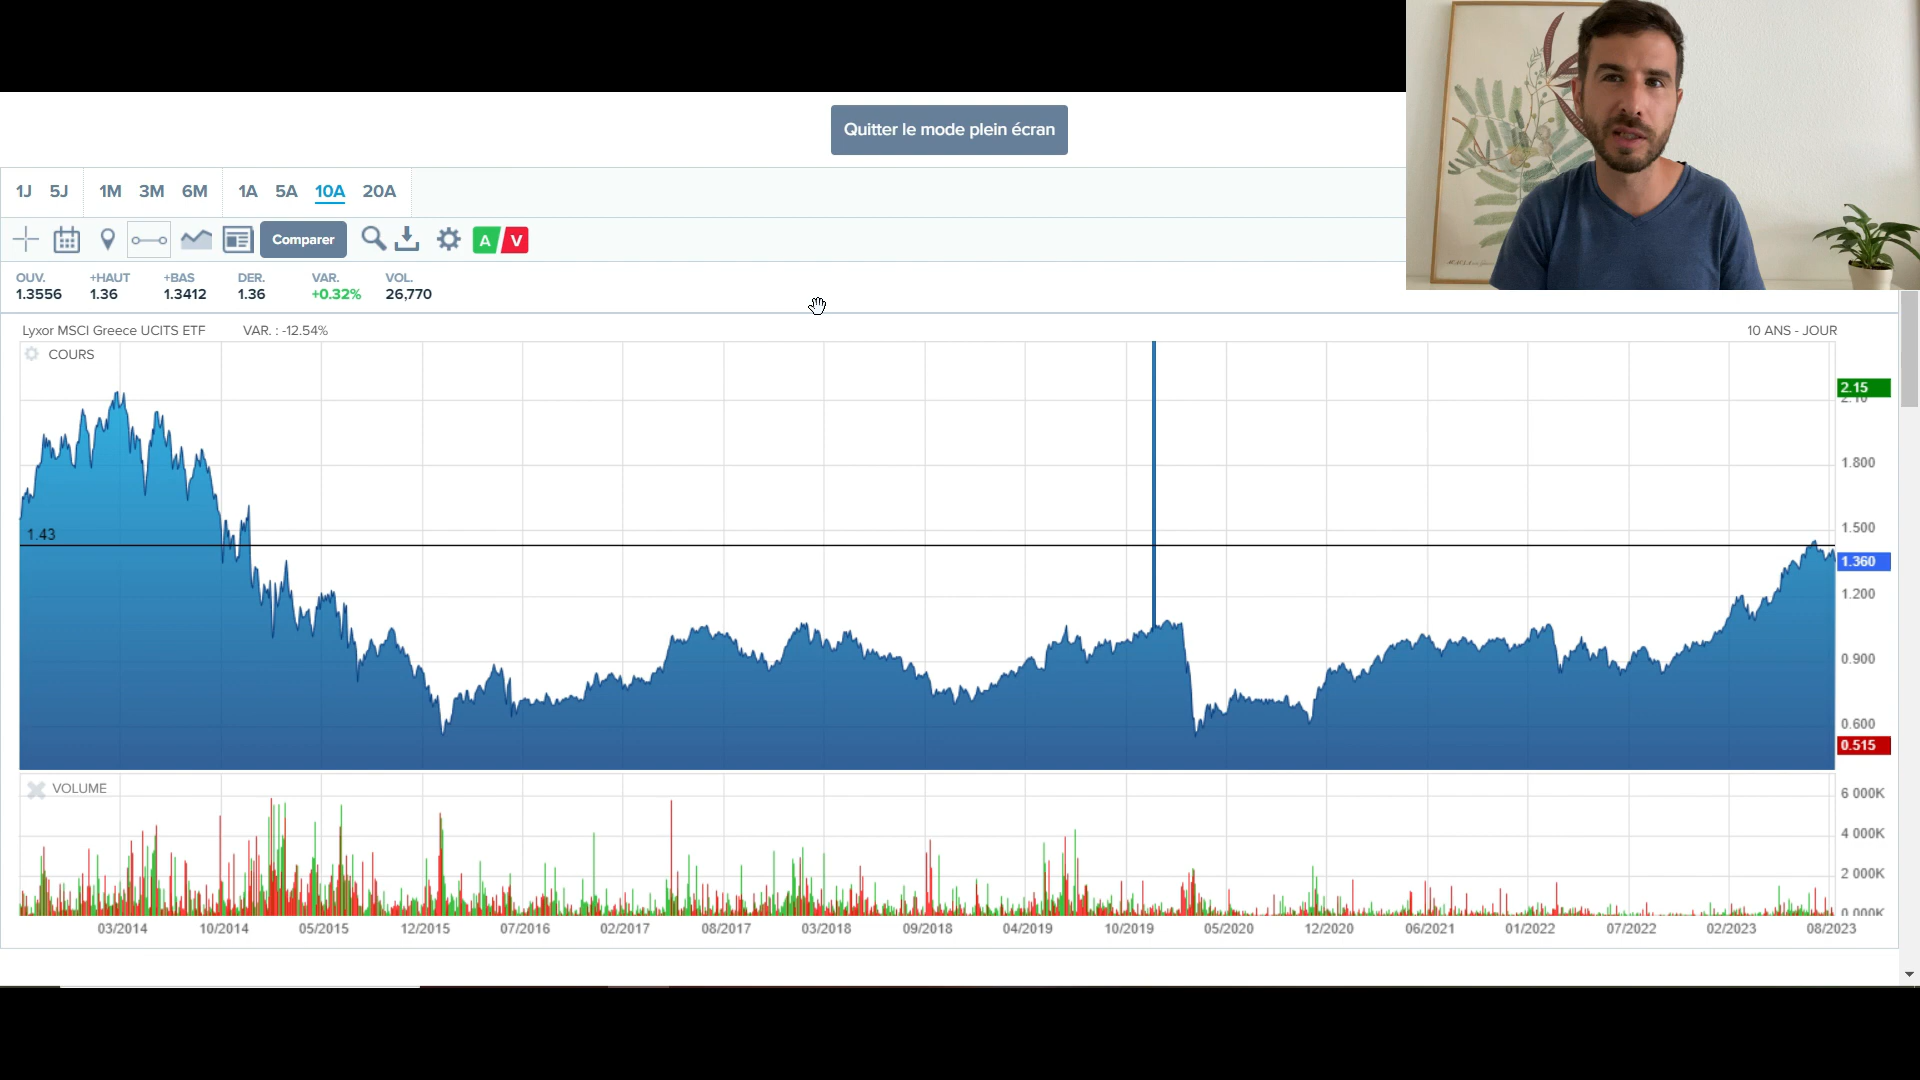 Quitter le mode plein écran
1J 5J 1M 3M 6M 1A 5A 10A 20A
Comparer A V
OUV. +HAUT +BAS DER. VAR. VOL.
1.3556 1.36 1.3412 1.36 +0.32% 26,770
Lyxor MSCI Greece UCITS ETF VAR. : -12.54% 10 ANS - JOUR
COURS
2.15
2.10
1.800
1.500
1.43
1.360
1.200
0.900
0.600
0.515
VOLUME
6 000K
4 000K
2 000K
0.000K
03/2014 10/2014 05/2015 12/2015 07/2016 02/2017 08/2017 03/2018 09/2018 04/2019 10/2019 05/2020 12/2020 06/2021 01/2022 07/2022 02/2023 08/2023